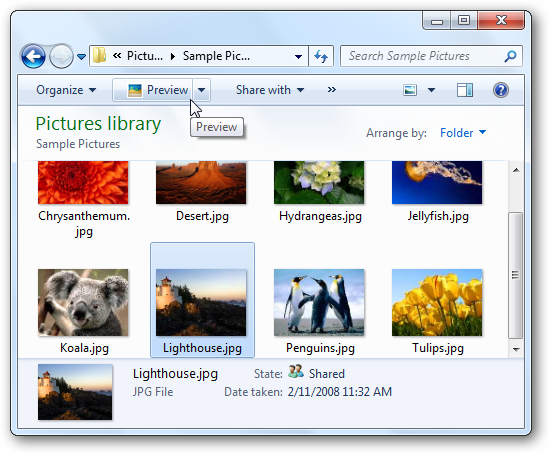 « Pictu... Sample Pic... Search Sample Pictures
Organize Preview Share with »
Preview
Pictures library
Sample Pictures
Arrange by: Folder
Chrysanthemum.jpg Desert.jpg Hydrangeas.jpg Jellyfish.jpg
Koala.jpg Lighthouse.jpg Penguins.jpg Tulips.jpg
Lighthouse.jpg State: Shared
JPG File Date taken: 2/11/2008 11:32 AM